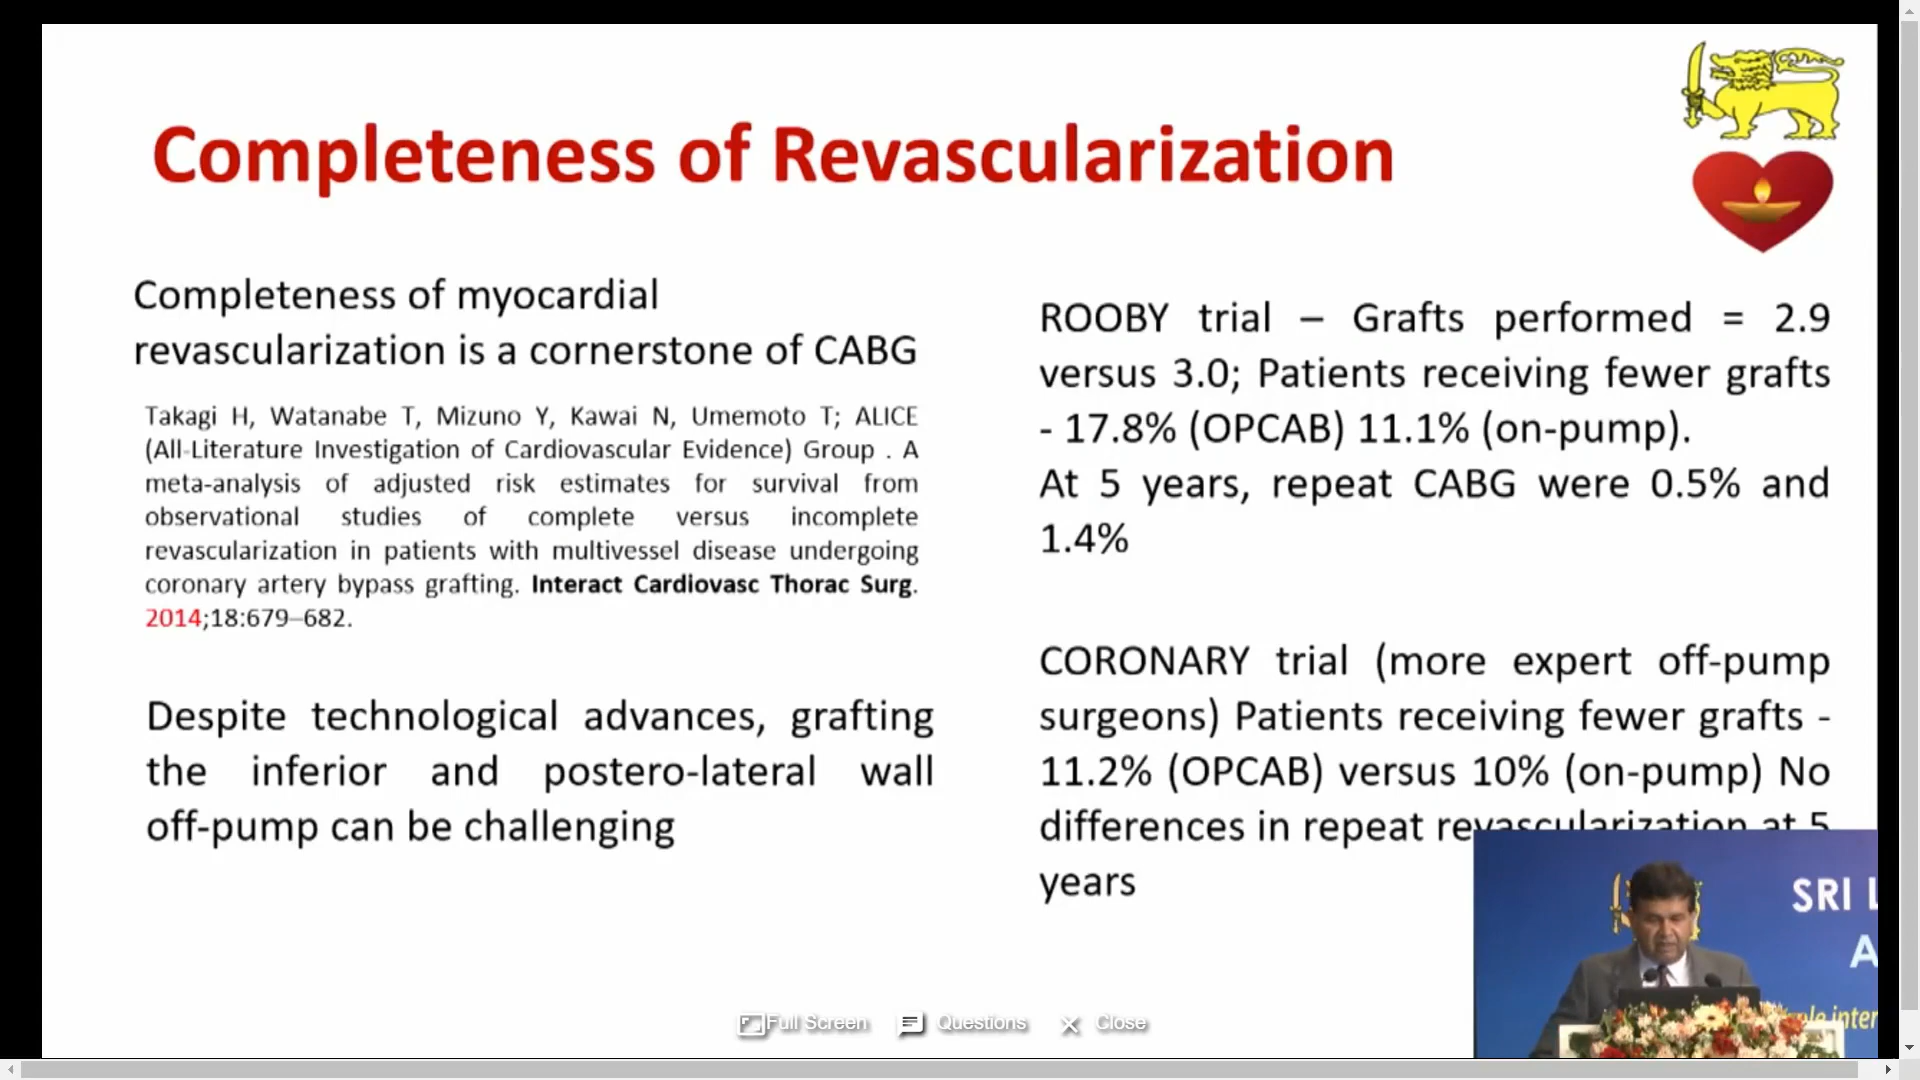 Completeness of Revascularization
Completeness of myocardial
revascularization is a cornerstone of CABG
Takagi H, Watanabe T, Mizuno Y, Kawai N, Umemoto T; ALICE
(All-Literature Investigation of Cardiovascular Evidence) Group . A
meta-analysis of adjusted risk estimates for survival from
observational studies of complete versus incomplete
revascularization in patients with multivessel disease undergoing
coronary artery bypass grafting. Interact Cardiovasc Thorac Surg.
2014;18:679–682.
Despite technological advances, grafting
the inferior and postero-lateral wall
off-pump can be challenging
ROOBY trial – Grafts performed = 2.9
versus 3.0; Patients receiving fewer grafts
- 17.8% (OPCAB) 11.1% (on-pump).
At 5 years, repeat CABG were 0.5% and
1.4%
CORONARY trial (more expert off-pump
surgeons) Patients receiving fewer grafts -
11.2% (OPCAB) versus 10% (on-pump) No
differences in repeat revascularization at 5
years
SRI L
A
Full Screen Questions Close